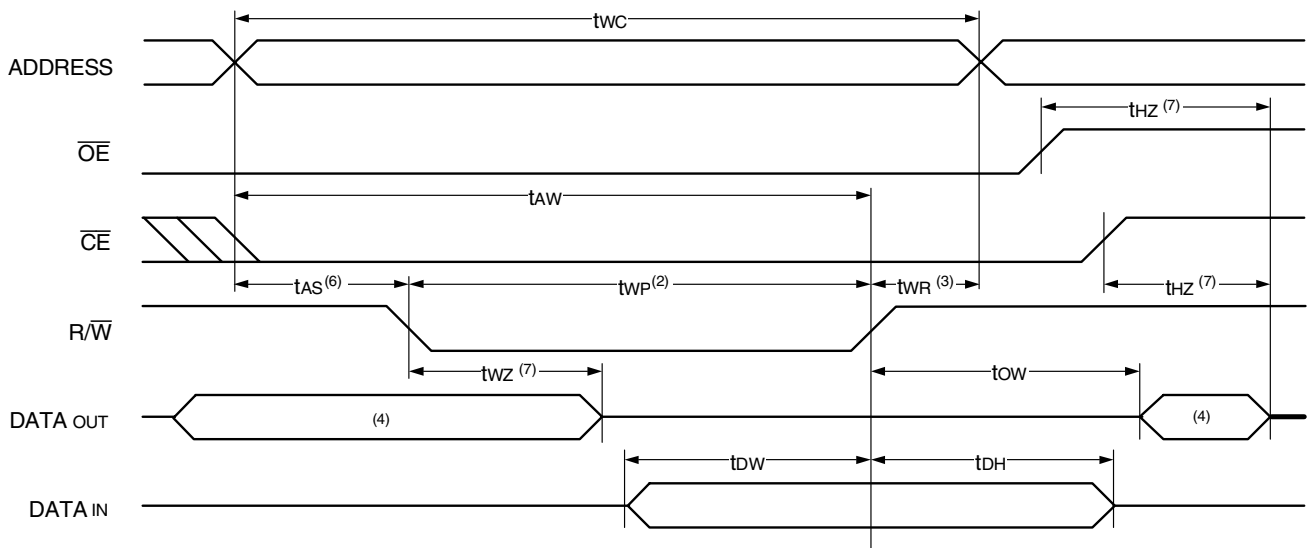 tWC
ADDRESS
tHZ (7)
OE
tAW
CE
tAS(6) tWP(2) tWR (3) tHZ (7)
R/W
tWZ (7) tOW
DATA OUT (4) (4)
tDW tDH
DATA IN